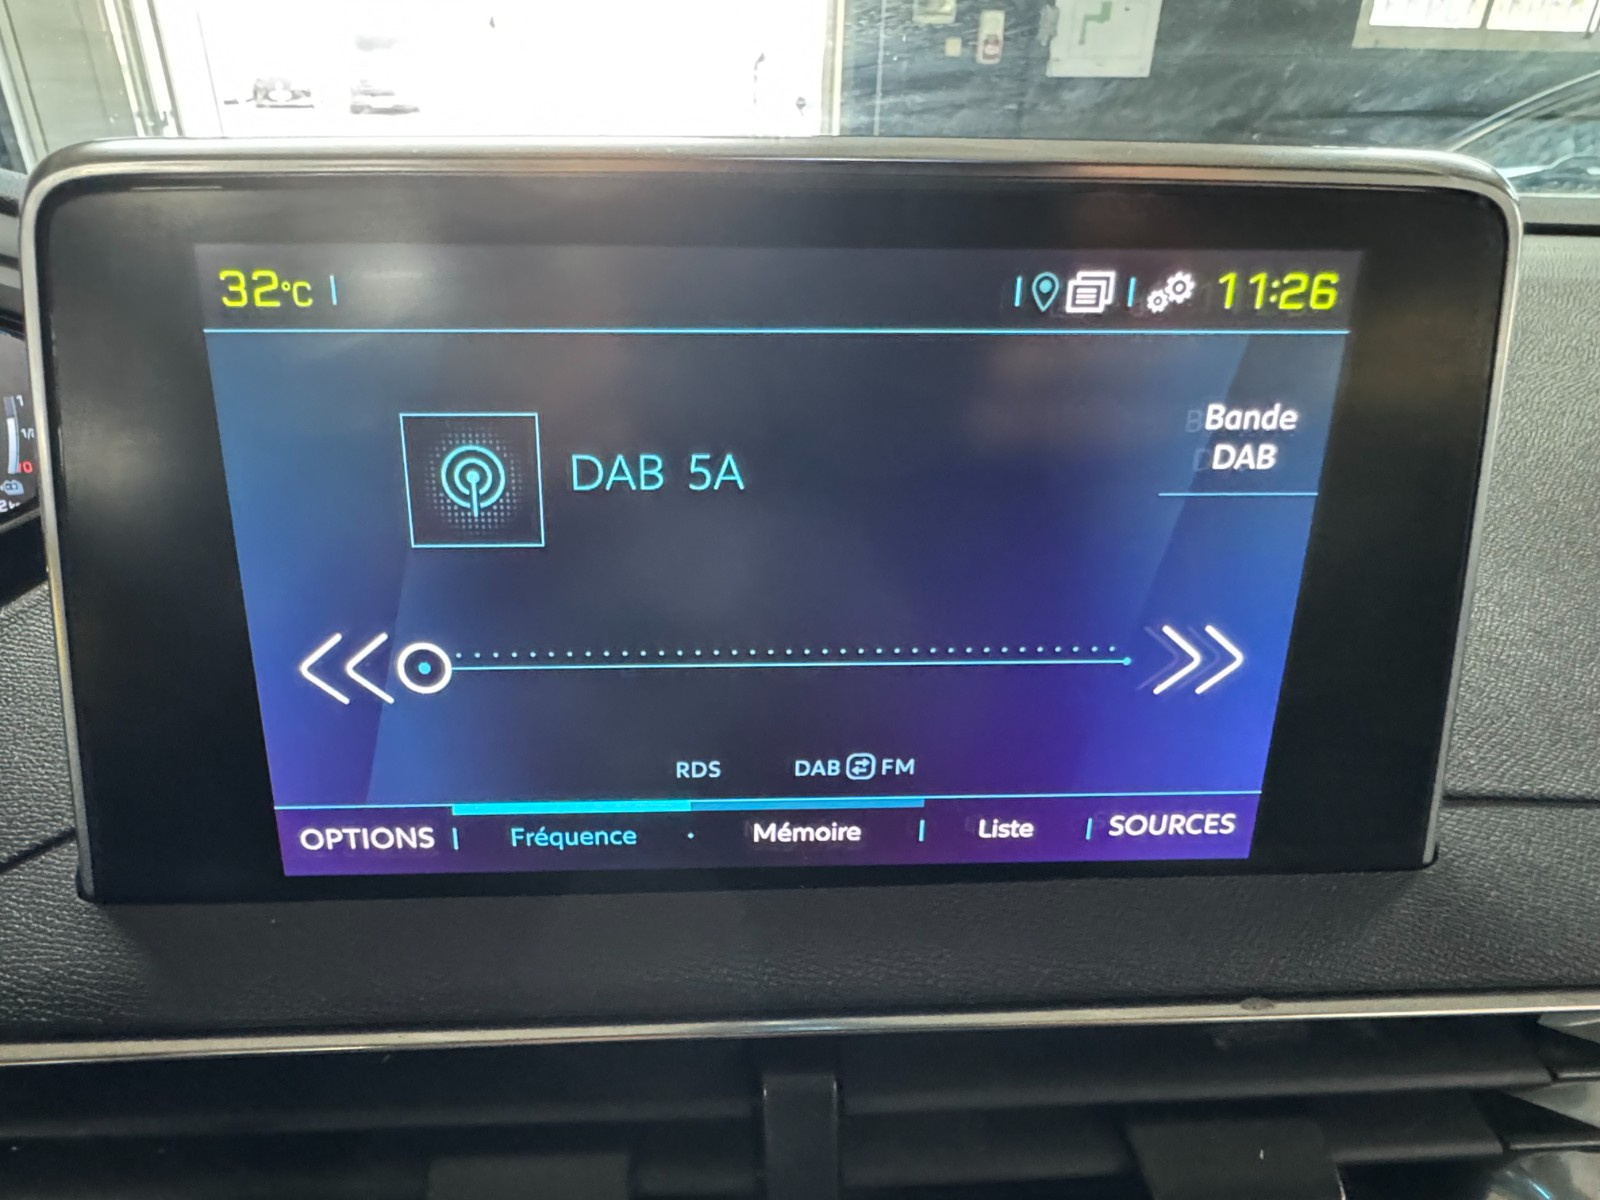 32°C
11:26
Bande
DAB
DAB 5A
RDS
DAB FM
OPTIONS
Fréquence
Mémoire
Liste
SOURCES